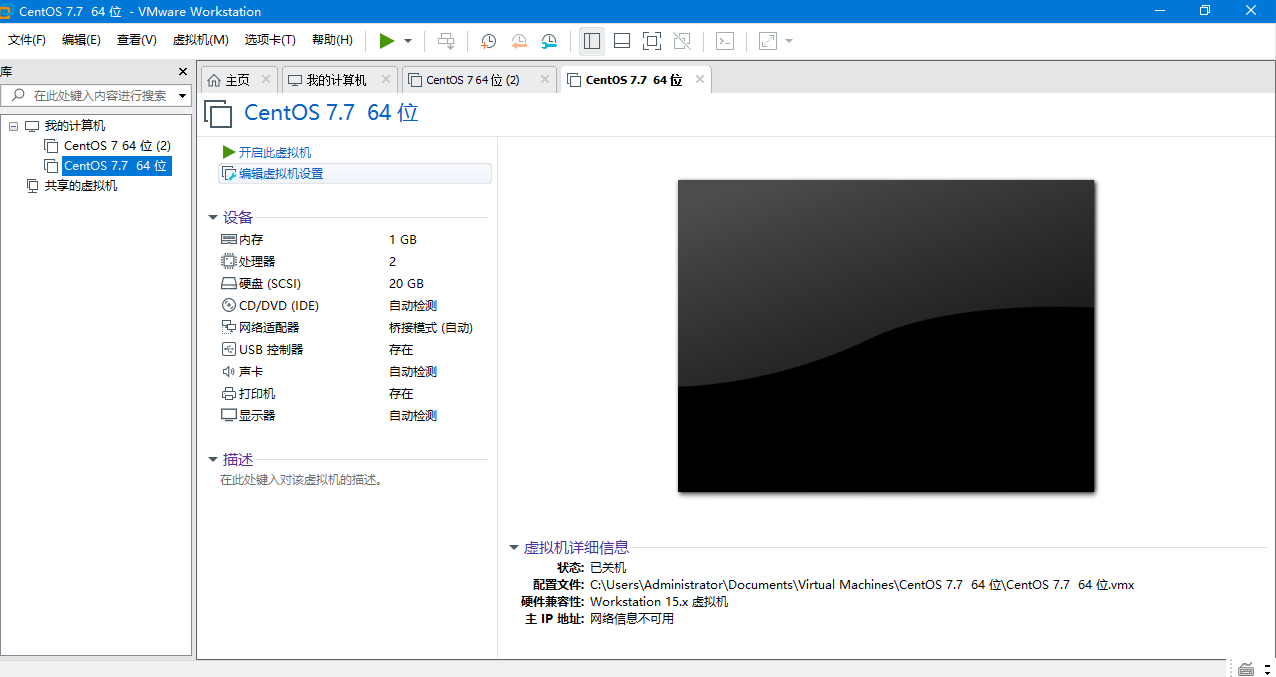 CentOS 7.7  64 位 - VMware Workstation
文件(F) 编辑(E) 查看(V) 虚拟机(M) 选项卡(T) 帮助(H)
库
在此处键入内容进行搜索
我的计算机
CentOS 7 64 位 (2)
CentOS 7.7  64 位
共享的虚拟机
主页 我的计算机 CentOS 7 64 位 (2) CentOS 7.7  64 位
CentOS 7.7  64 位
开启此虚拟机
编辑虚拟机设置
设备
内存 1 GB
处理器 2
硬盘 (SCSI) 20 GB
CD/DVD (IDE) 自动检测
网络适配器 桥接模式 (自动)
USB 控制器 存在
声卡 自动检测
打印机 存在
显示器 自动检测
描述
在此处键入对该虚拟机的描述。
虚拟机详细信息
状态: 已关机
配置文件: C:\Users\Administrator\Documents\Virtual Machines\CentOS 7.7  64 位\CentOS 7.7  64 位.vmx
硬件兼容性: Workstation 15.x 虚拟机
主 IP 地址: 网络信息不可用